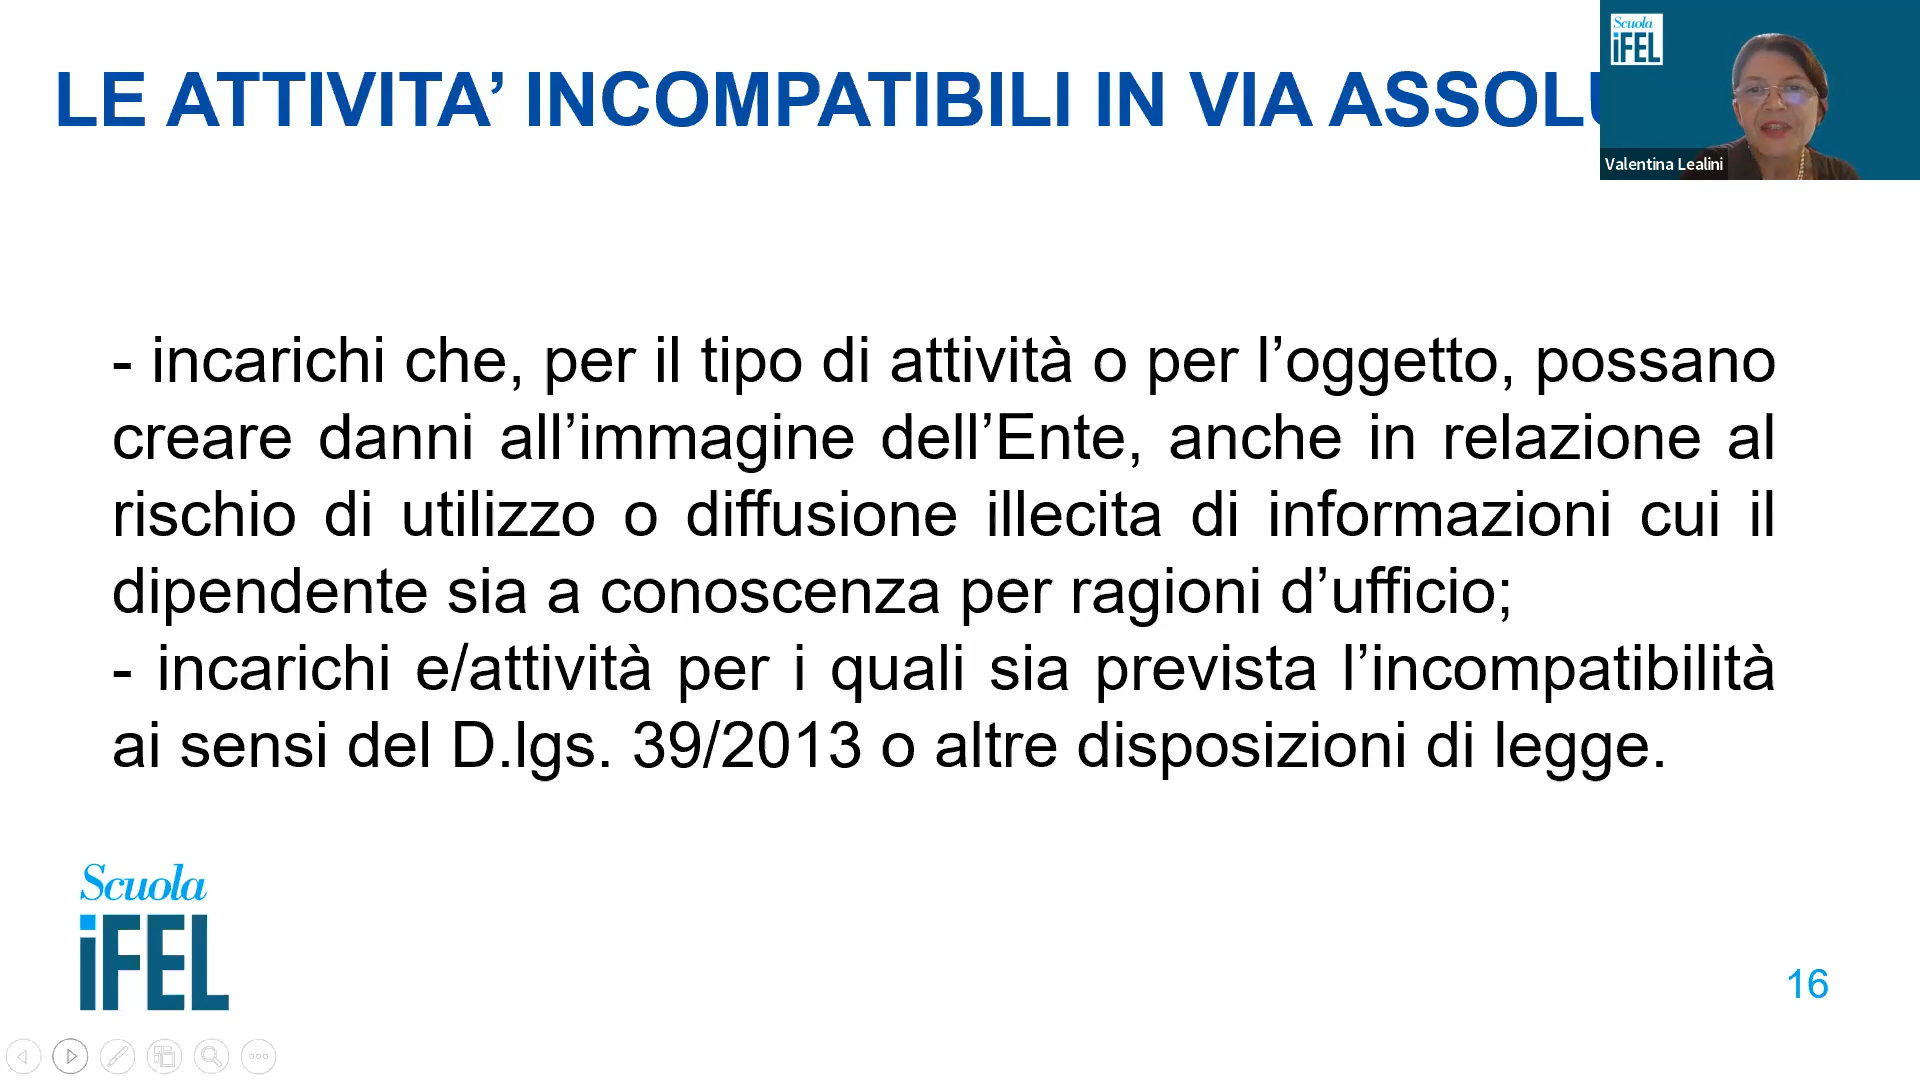 LE ATTIVITA’ INCOMPATIBILI IN VIA
Scuola
iFEL
Valentina Lealini
- incarichi che, per il tipo di attività o per l’oggetto, possano
creare danni all’immagine dell’Ente, anche in relazione al
rischio di utilizzo o diffusione illecita di informazioni cui il
dipendente sia a conoscenza per ragioni d’ufficio;
- incarichi e/attività per i quali sia prevista l’incompatibilità
ai sensi del D.lgs. 39/2013 o altre disposizioni di legge.
Scuola
iFEL
16